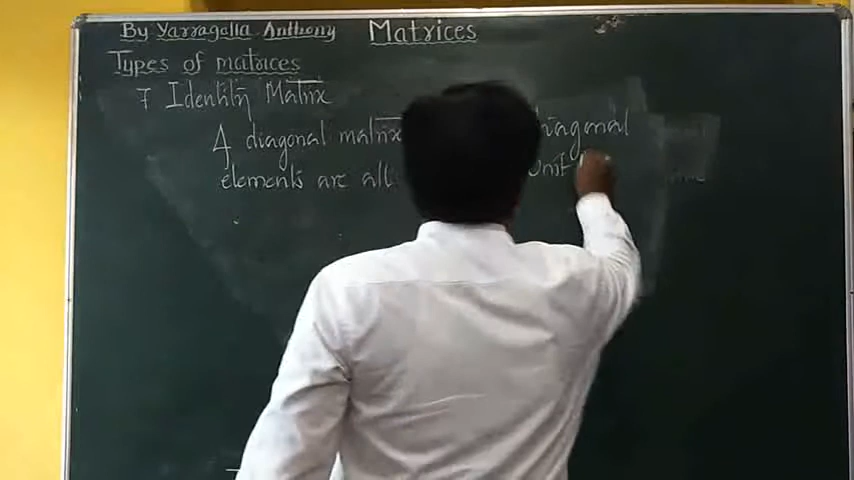 By Yarragalla Anthony Matrices
Types of matrices
7 Identity Matrix
A diagonal matrix diagonal
elements are all Unit